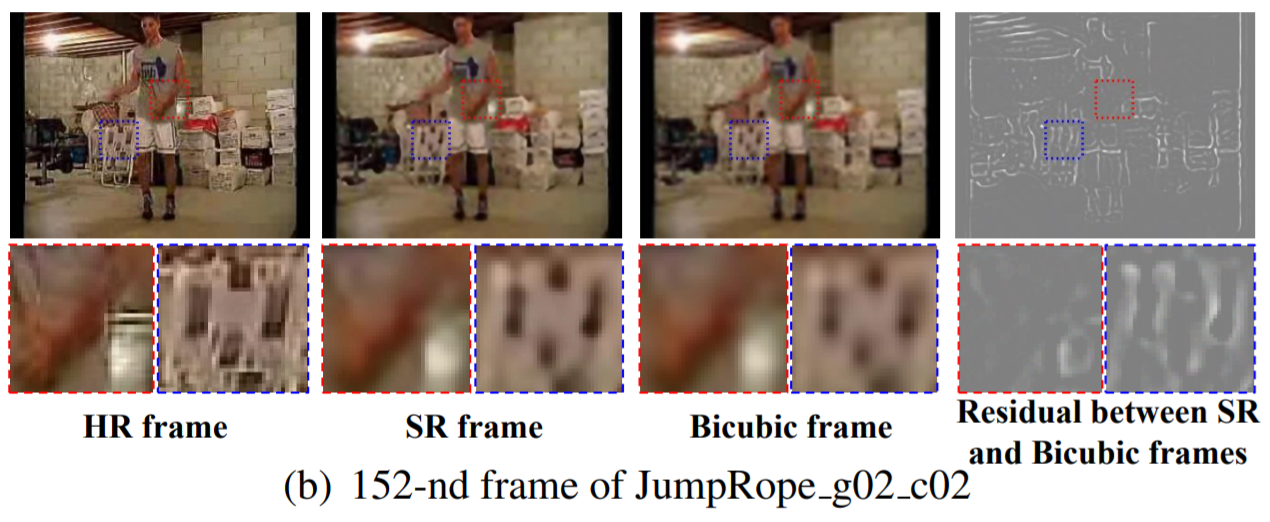 HR frame
SR frame
Bicubic frame
Residual between SR
and Bicubic frames
(b) 152-nd frame of JumpRope_g02_c02